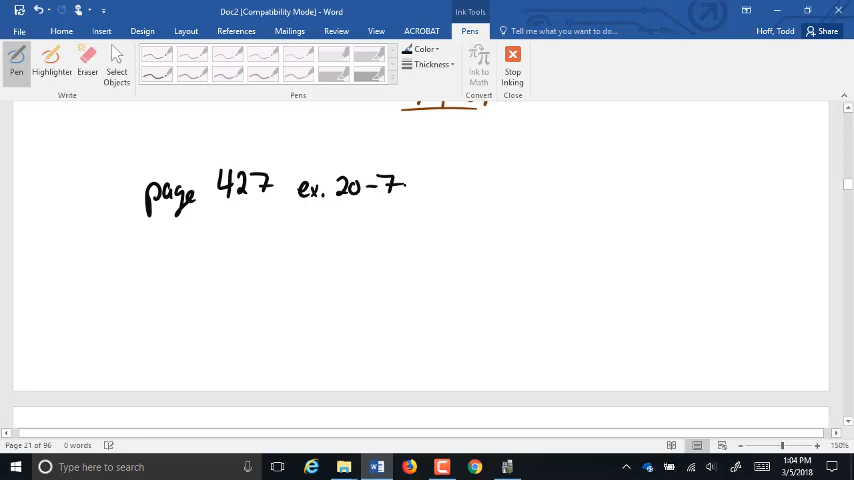 Doc2 [Compatibility Mode] - Word
Ink Tools
Hoff, Todd
File Home Insert Design Layout References Mailings Review View ACROBAT Pens Tell me what you want to do... Share
Pen Highlighter Eraser Select Objects
Color
Thickness
Ink to Math
Stop Inking
Write Pens Convert Close
page 427 ex. 20-7
Page 21 of 96 0 words
150%
Type here to search
1:04 PM
3/5/2018